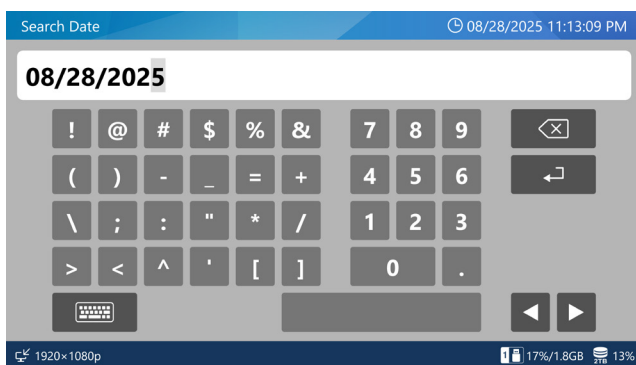 Search Date 08/28/2025 11:13:09 PM
08/28/2025
! @ # $ % & 7 8 9
( ) - _ = + 4 5 6
\ ; : " * / 1 2 3
> < ^ ' [ ] 0 .
1920×1080p 1 17%/1.8GB 2TB 13%